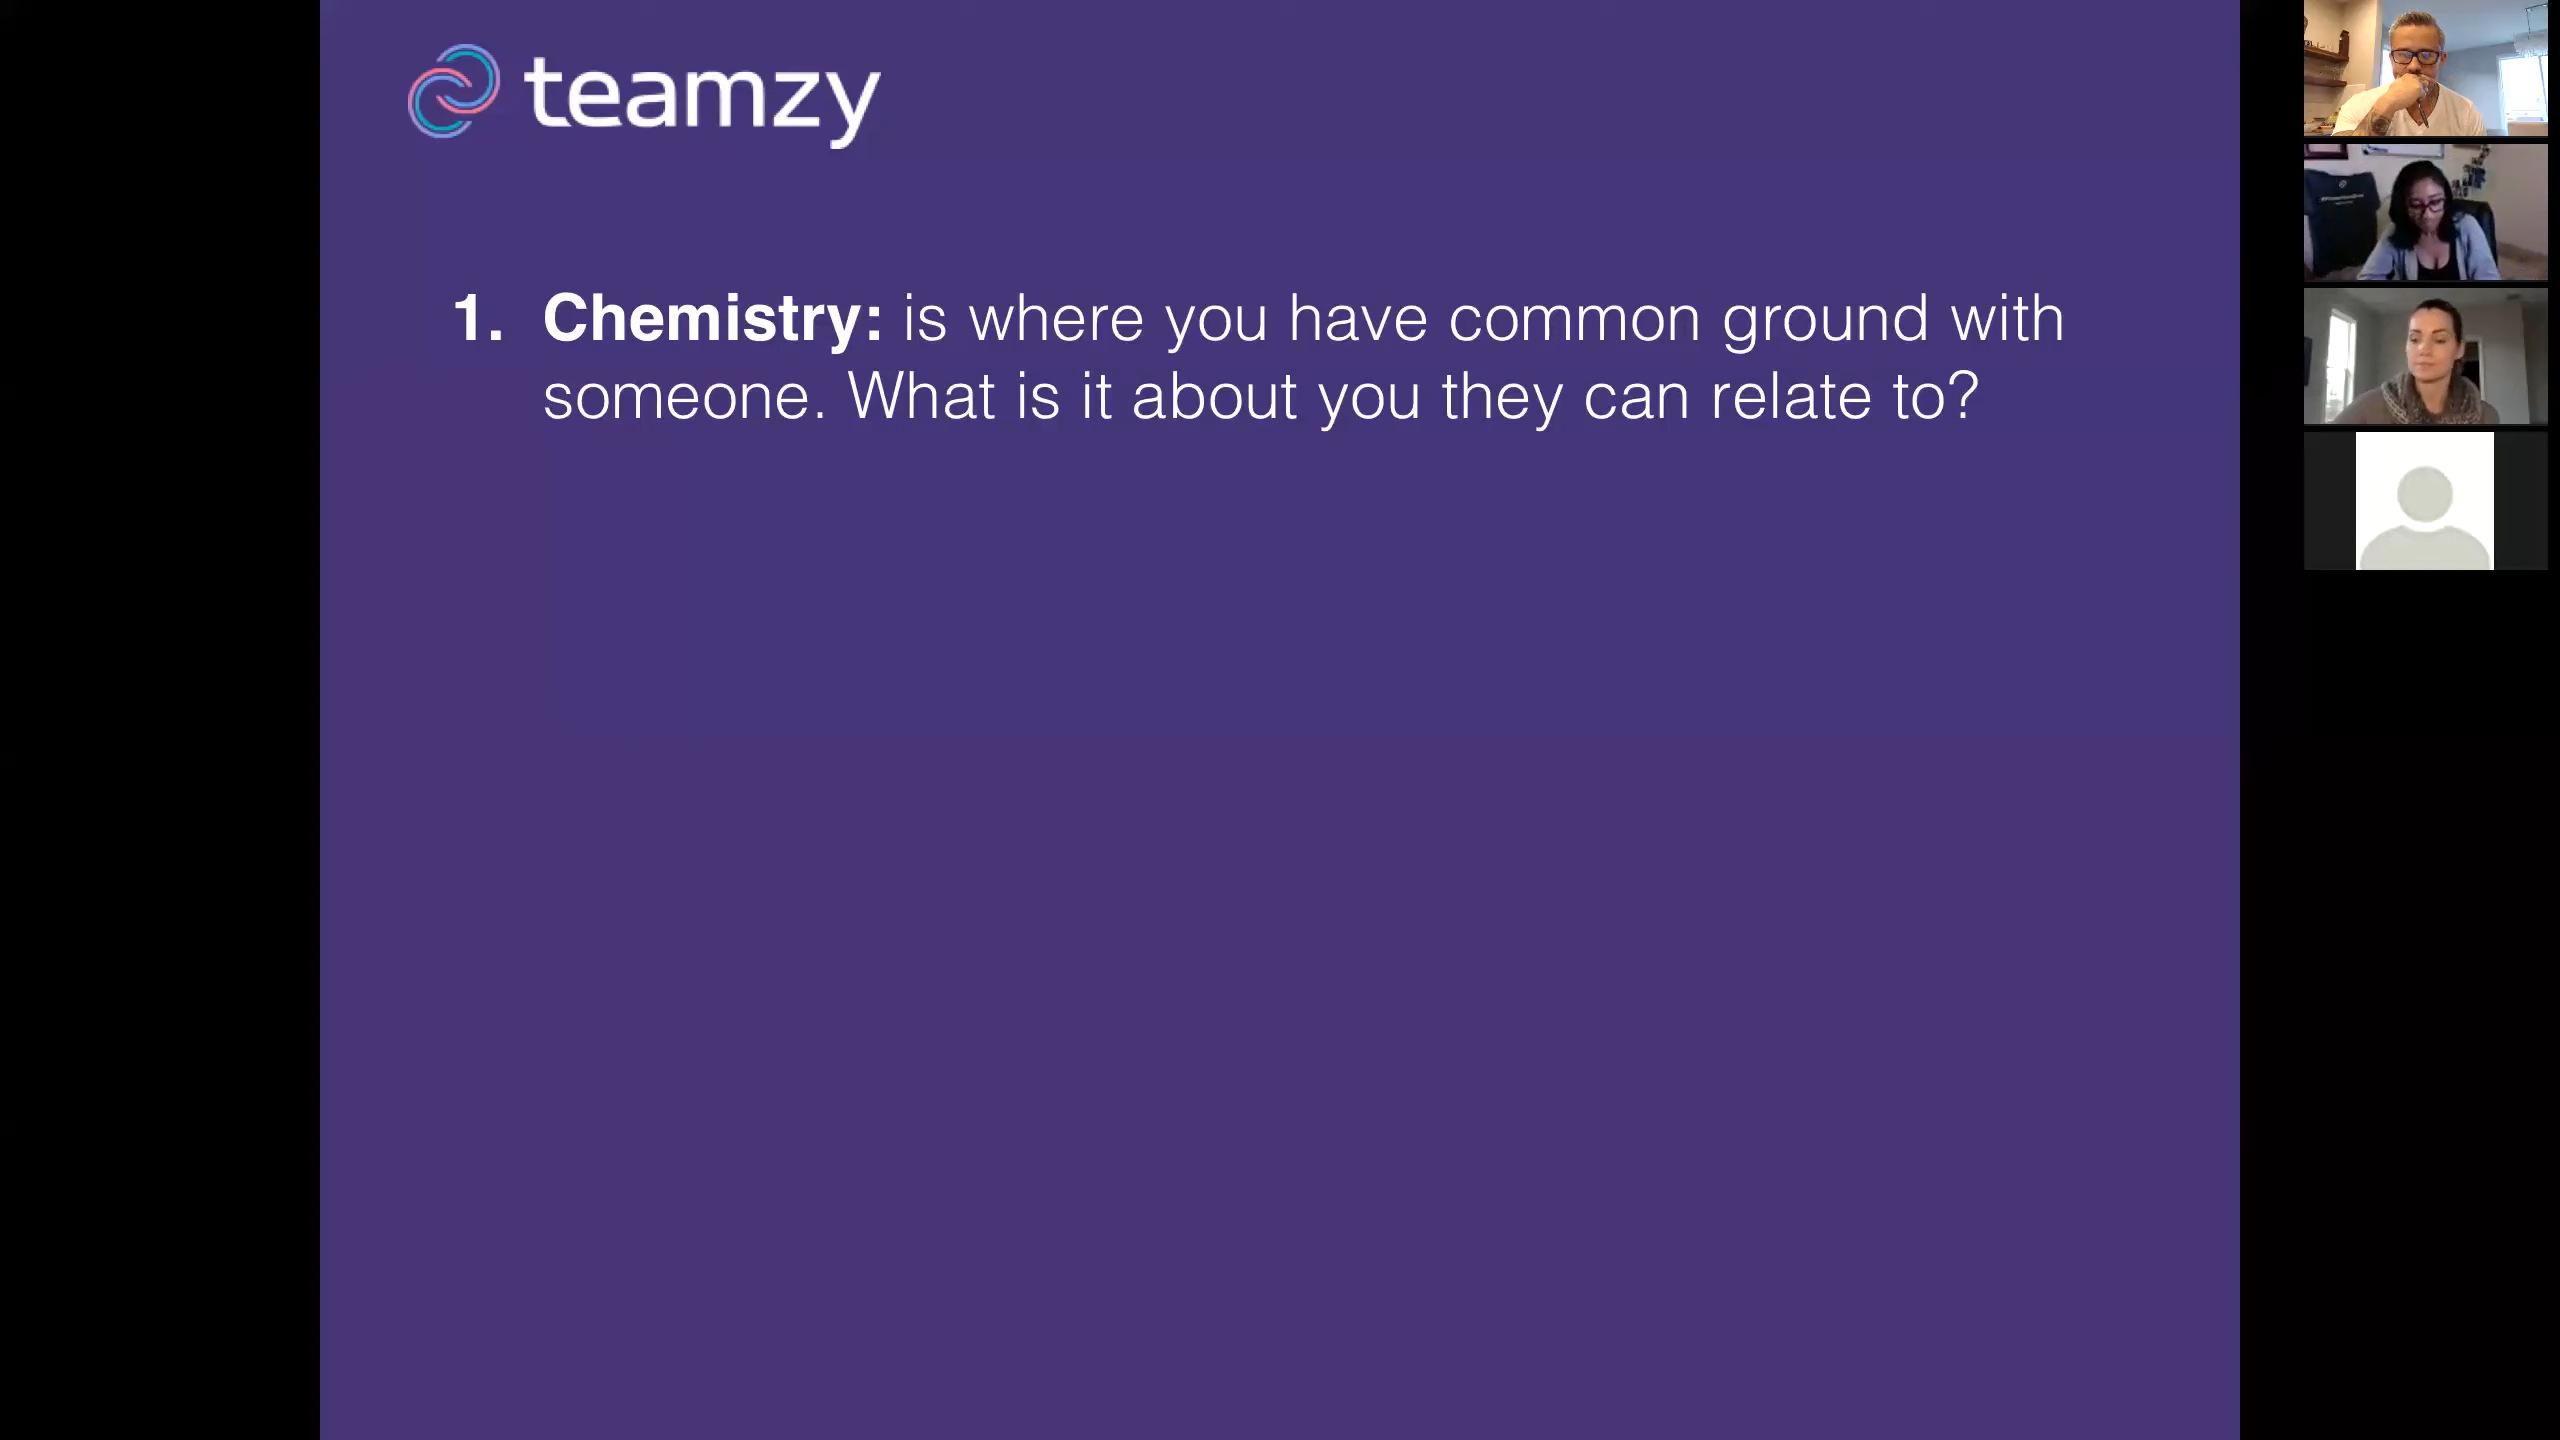 teamzy
1. Chemistry: is where you have common ground with
someone. What is it about you they can relate to?